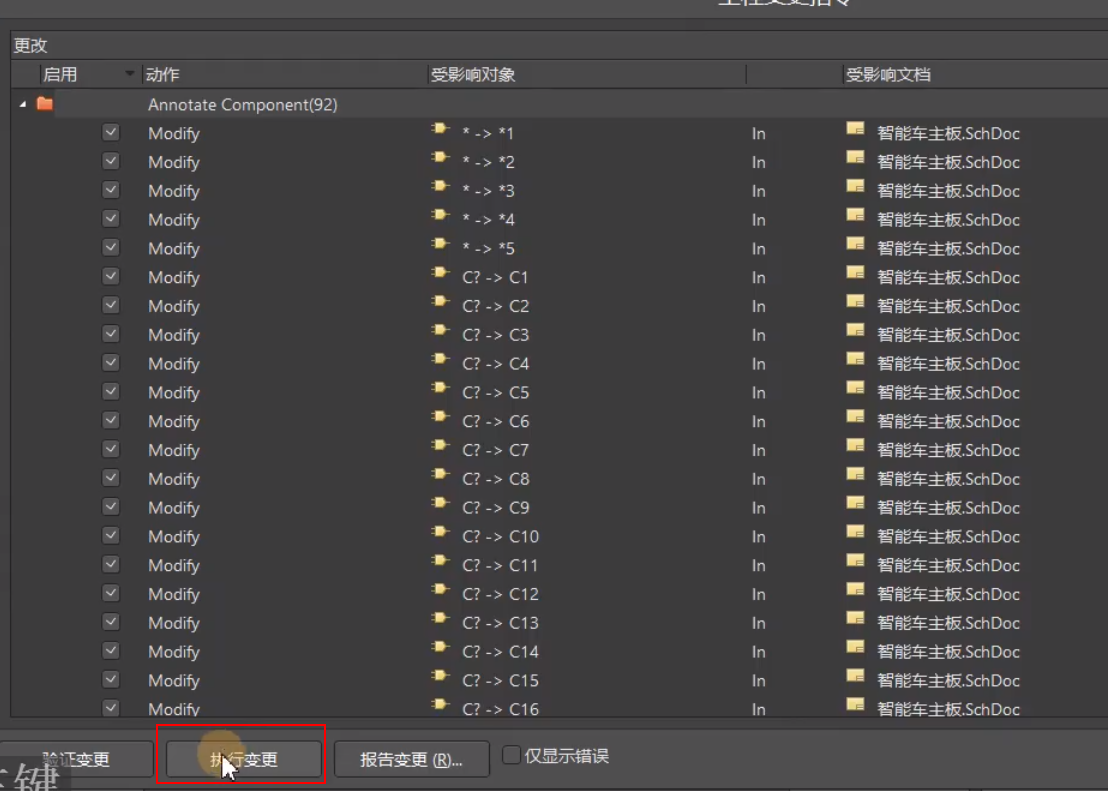 工程变更指令
更改
启用 动作 受影响对象 受影响文档
Annotate Component(92)
Modify * -> *1 In 智能车主板.SchDoc
Modify * -> *2 In 智能车主板.SchDoc
Modify * -> *3 In 智能车主板.SchDoc
Modify * -> *4 In 智能车主板.SchDoc
Modify * -> *5 In 智能车主板.SchDoc
Modify C? -> C1 In 智能车主板.SchDoc
Modify C? -> C2 In 智能车主板.SchDoc
Modify C? -> C3 In 智能车主板.SchDoc
Modify C? -> C4 In 智能车主板.SchDoc
Modify C? -> C5 In 智能车主板.SchDoc
Modify C? -> C6 In 智能车主板.SchDoc
Modify C? -> C7 In 智能车主板.SchDoc
Modify C? -> C8 In 智能车主板.SchDoc
Modify C? -> C9 In 智能车主板.SchDoc
Modify C? -> C10 In 智能车主板.SchDoc
Modify C? -> C11 In 智能车主板.SchDoc
Modify C? -> C12 In 智能车主板.SchDoc
Modify C? -> C13 In 智能车主板.SchDoc
Modify C? -> C14 In 智能车主板.SchDoc
Modify C? -> C15 In 智能车主板.SchDoc
Modify C? -> C16 In 智能车主板.SchDoc
验证变更 执行变更 报告变更 (R)... 仅显示错误
键